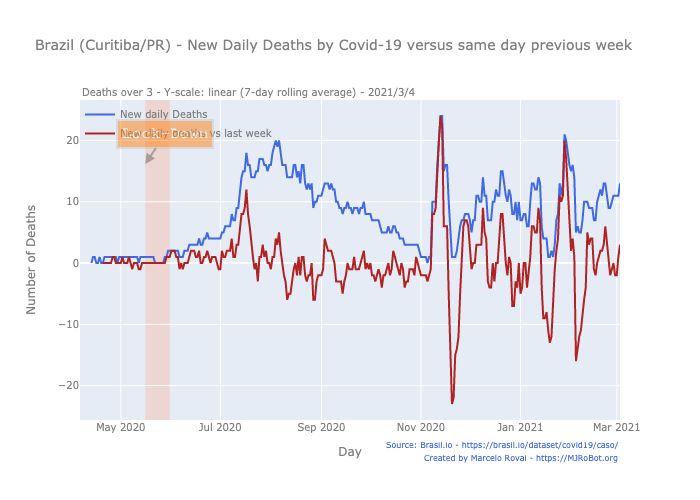 Brazil (Curitiba/PR) - New Daily Deaths by Covid-19 versus same day previous week
Deaths over 3 - Y-scale: linear (7-day rolling average) - 2021/3/4
New daily Deaths
New daily Deaths vs last week
20
10
0
−10
−20
Number of Deaths
May 2020
Jul 2020
Sep 2020
Nov 2020
Jan 2021
Mar 2021
Day
Source: Brasil.io - https://brasil.io/dataset/covid19/caso/
Created by Marcelo Rovai - https://MJRoBot.org